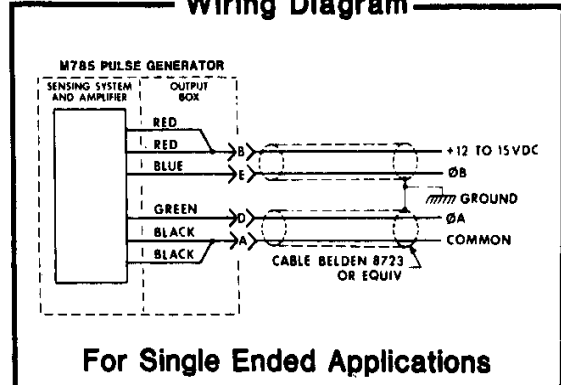 Wiring Diagram
M785 PULSE GENERATOR
SENSING SYSTEM
AND AMPLIFIER
OUTPUT
BOX
RED
RED
B
+12 TO 15VDC
BLUE
E
ØB
GROUND
GREEN
D
ØA
BLACK
A
COMMON
BLACK
CABLE BELDEN 8723
OR EQUIV
For Single Ended Applications